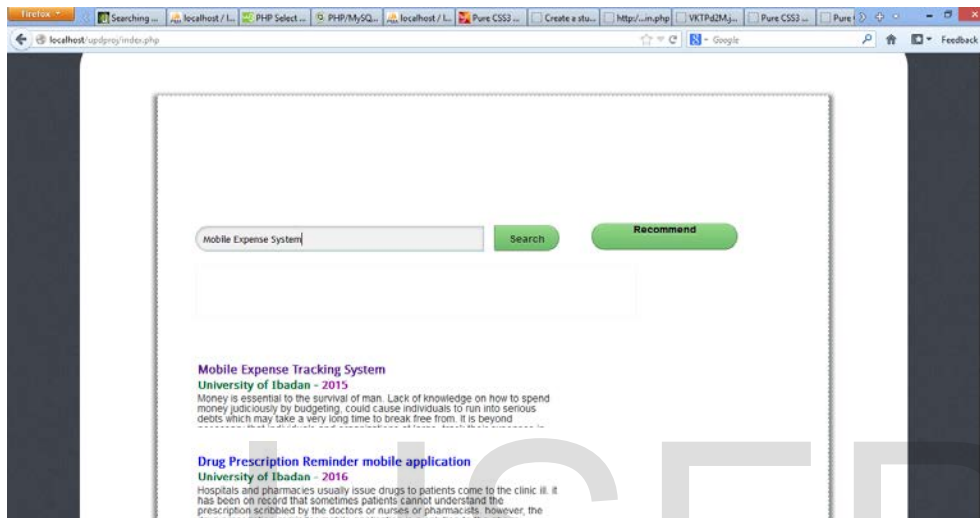 Firefox
Searching ...
localhost / l...
PHP Select ...
PHP/MySQ...
localhost / l...
Pure CSS3 ...
Create a stu...
http:/...in.php
VKTPd2Mj...
Pure CSS3 ...
Pure
localhost/updproj/index.php
Google
Feedback
Mobile Expense System
Search
Recommend
Mobile Expense Tracking System
University of Ibadan - 2015
Money is essential to the survival of man. Lack of knowledge on how to spend
money judiciously by budgeting, could cause individuals to run into serious
debts which may take a very long time to break free from. It is beyond
Drug Prescription Reminder mobile application
University of Ibadan - 2016
Hospitals and pharmacies usually issue drugs to patients come to the clinic ill. it
has been on record that sometimes patients cannot understand the
prescription scribbled by the doctors or nurses or pharmacists. however, the